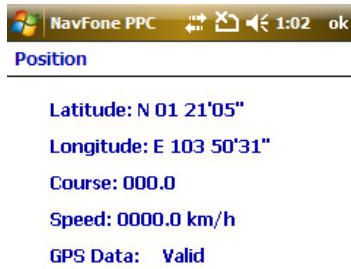 NavFone PPC 1:02 ok
Position
Latitude: N 01 21'05"
Longitude: E 103 50'31"
Course: 000.0
Speed: 0000.0 km/h
GPS Data: Valid